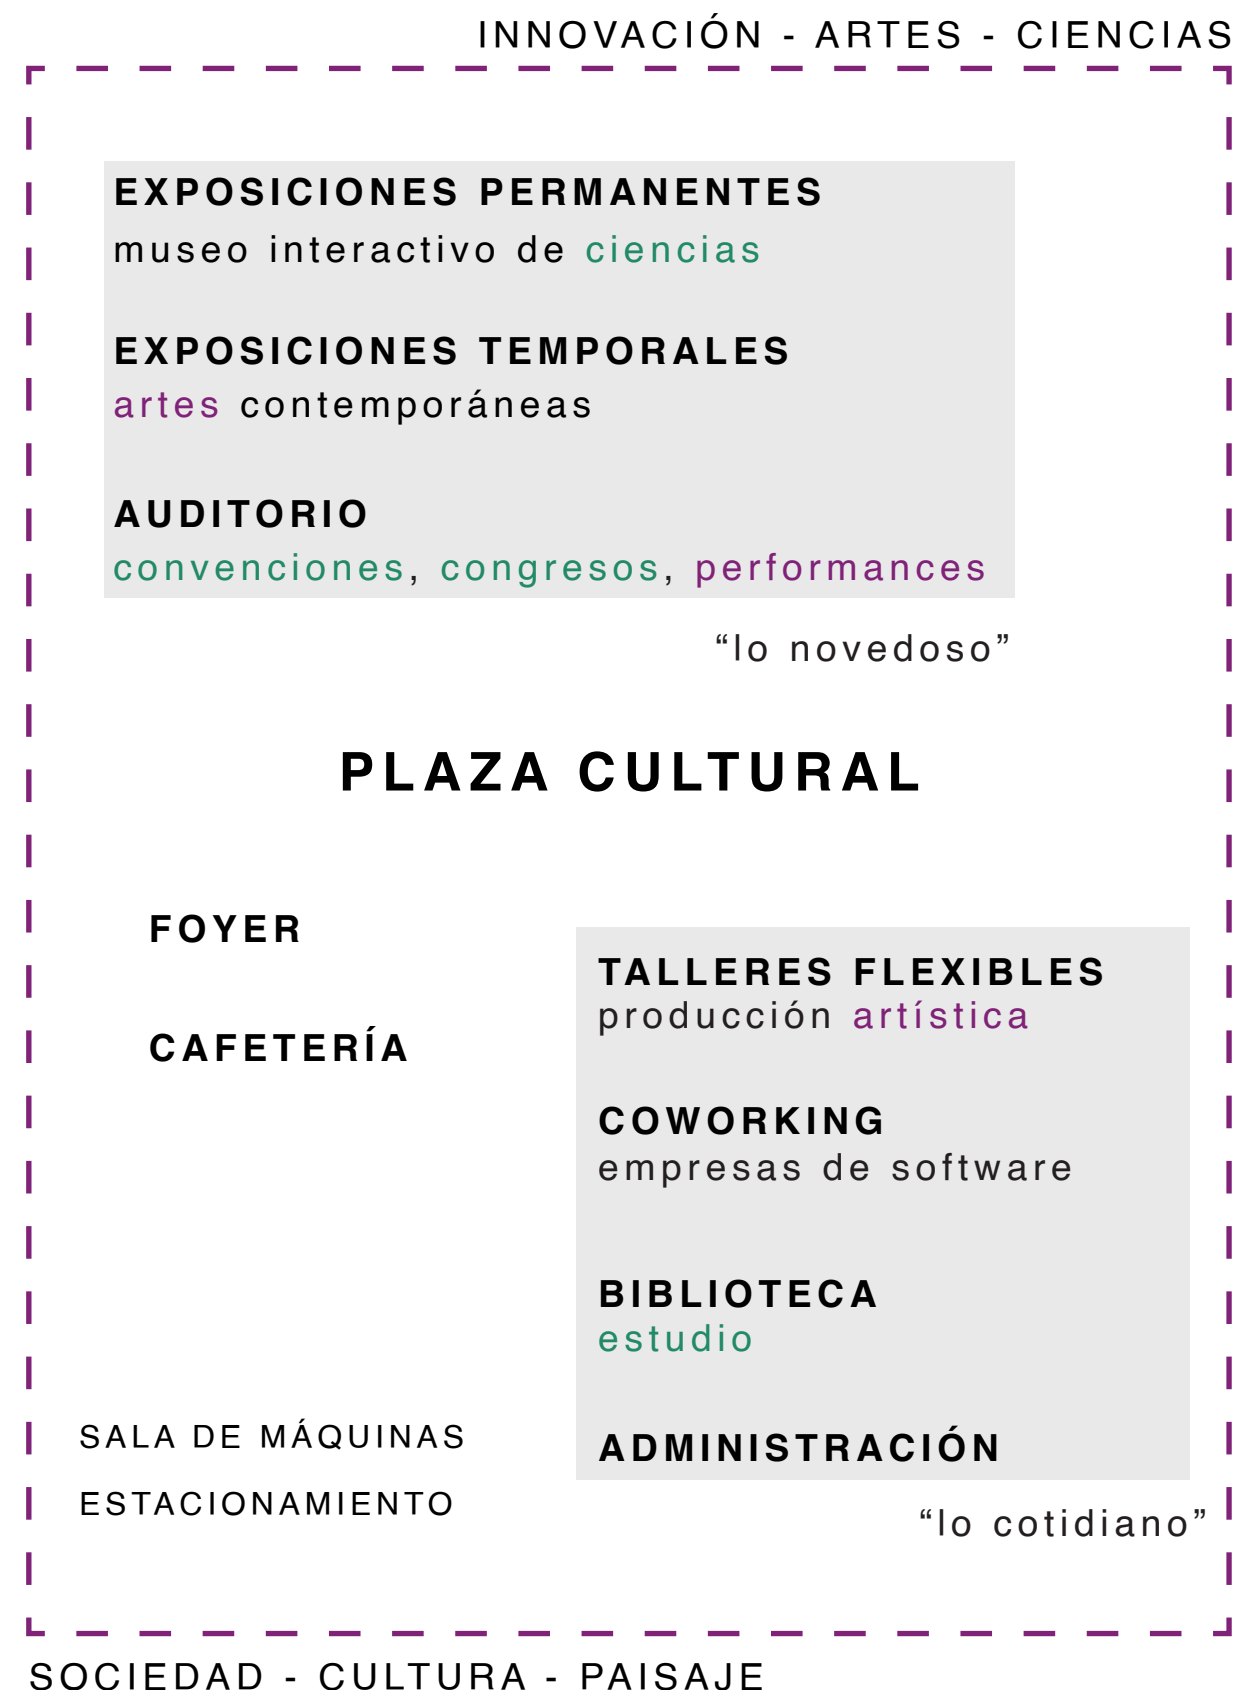 INNOVACIÓN - ARTES - CIENCIAS
EXPOSICIONES PERMANENTES
museo interactivo de ciencias
EXPOSICIONES TEMPORALES
artes contemporáneas
AUDITORIO
convenciones, congresos, performances
“lo novedoso”
PLAZA CULTURAL
FOYER
CAFETERÍA
TALLERES FLEXIBLES
producción artística
COWORKING
empresas de software
BIBLIOTECA
estudio
ADMINISTRACIÓN
SALA DE MÁQUINAS
ESTACIONAMIENTO
“lo cotidiano”
SOCIEDAD - CULTURA - PAISAJE